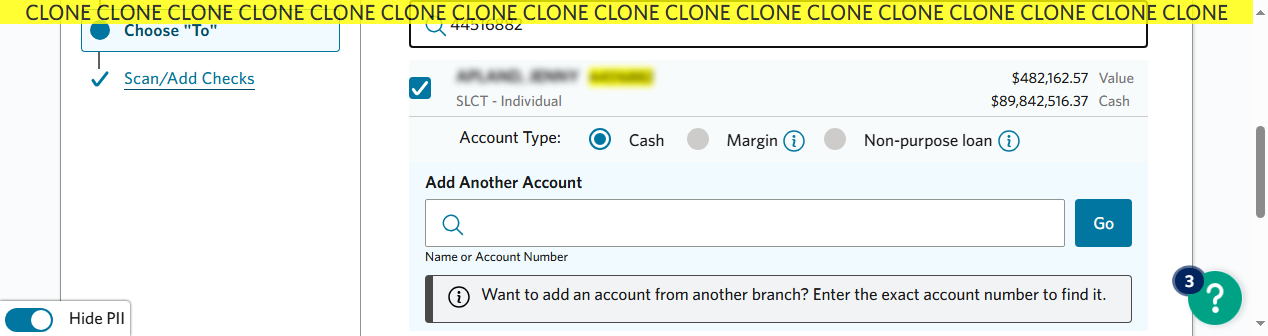 CLONE CLONE CLONE CLONE CLONE CLONE CLONE CLONE CLONE CLONE CLONE CLONE CLONE CLONE CLONE CLONE CLONE
Choose "To"
Scan/Add Checks
44516882
$482,162.57 Value
SLCT - Individual
$89,842,516.37 Cash
Account Type: Cash Margin Non-purpose loan
Add Another Account
Go
Name or Account Number
Want to add an account from another branch? Enter the exact account number to find it.
3
?
Hide PII